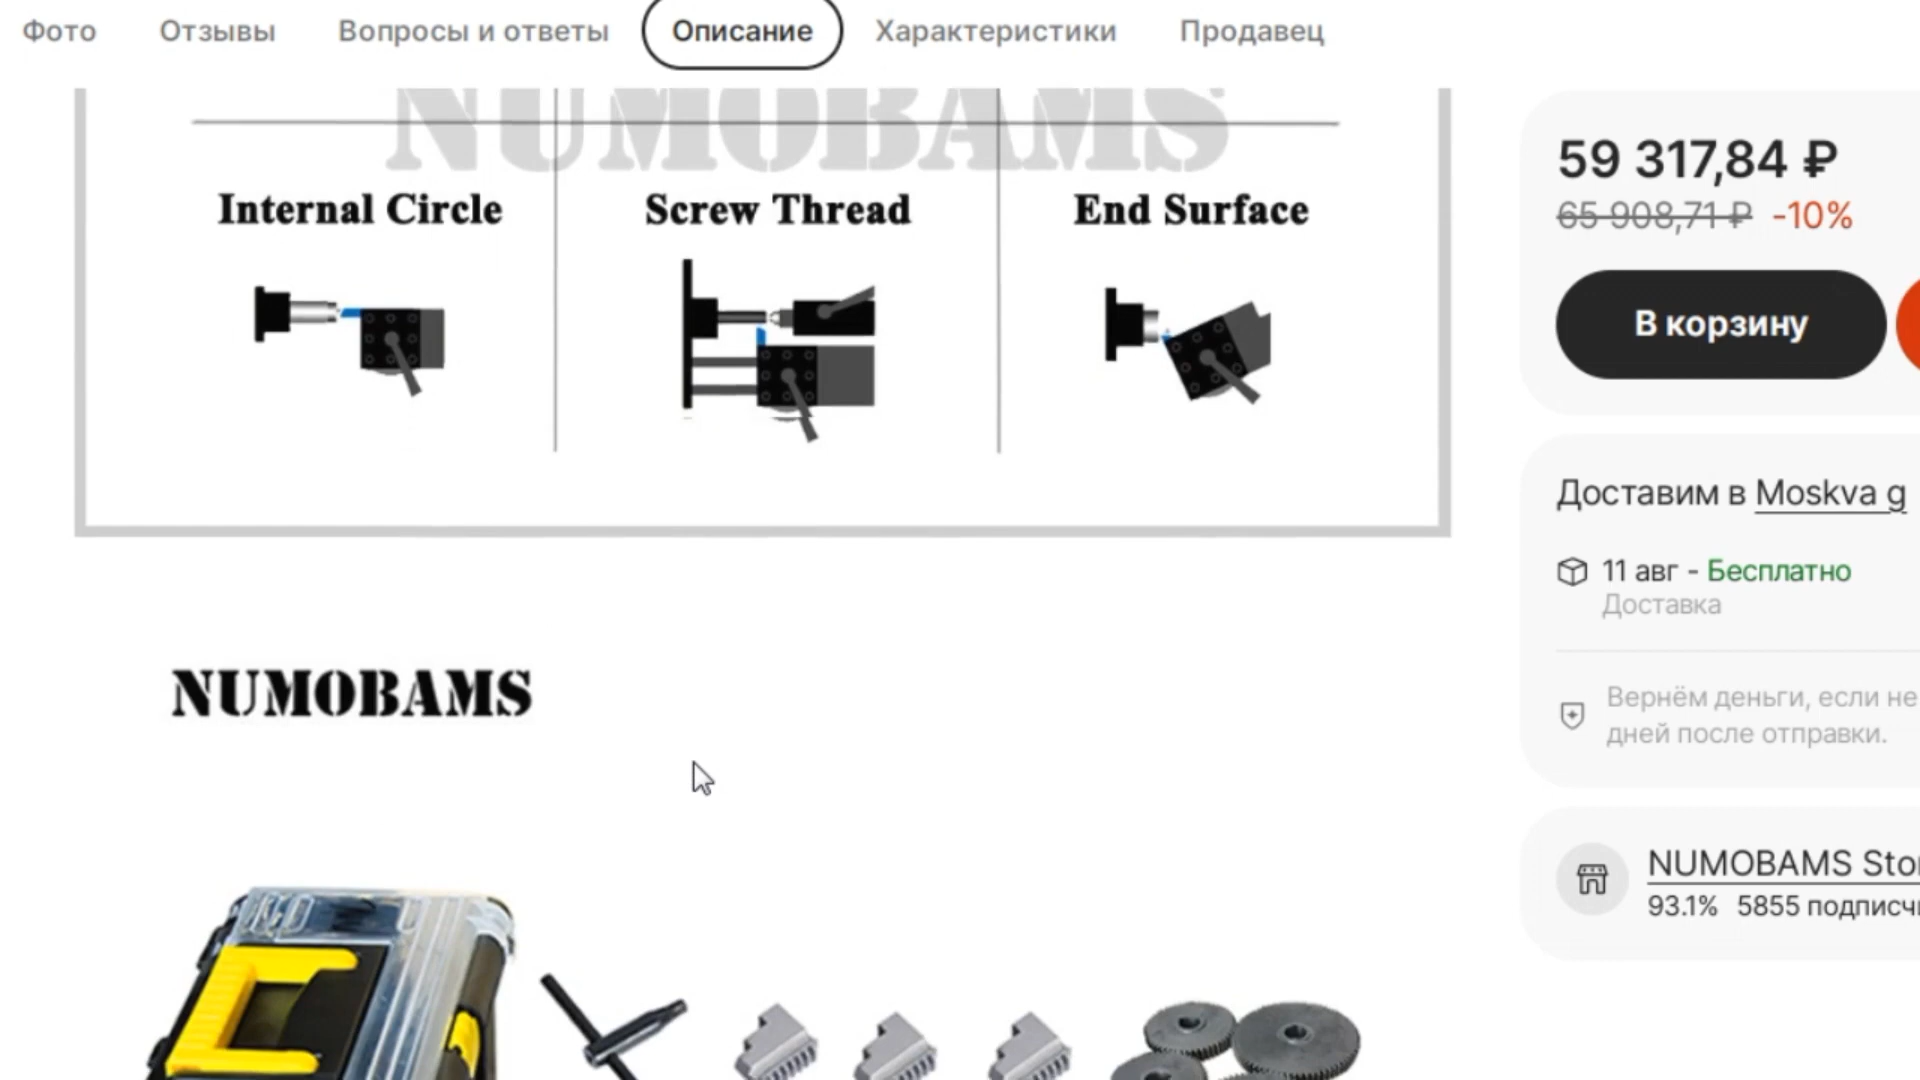 Фото Отзывы Вопросы и ответы Описание Характеристики Продавец
NUMOBAMS
Internal Circle Screw Thread End Surface
NUMOBAMS
59 317,84 ₽
65 908,71 ₽ -10%
В корзину
Доставим в Moskva g
11 авг - Бесплатно
Доставка
Вернём деньги, если не
дней после отправки.
NUMOBAMS
93.1% 5855